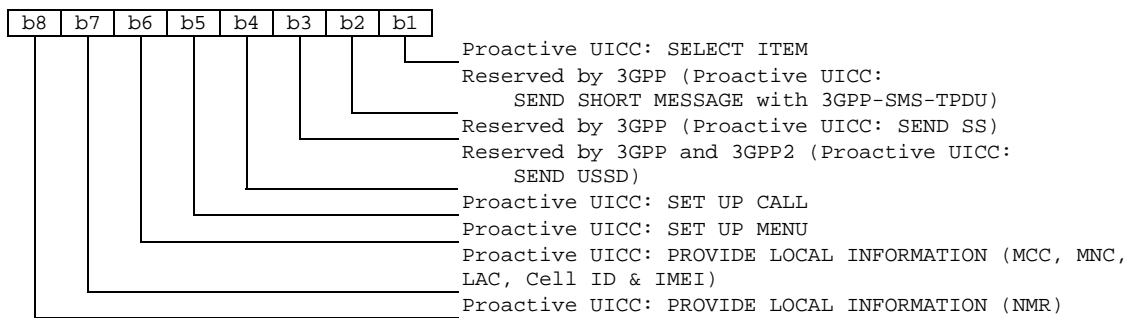 b8 b7 b6 b5 b4 b3 b2 b1
Proactive UICC: SELECT ITEM
Reserved by 3GPP (Proactive UICC:
SEND SHORT MESSAGE with 3GPP-SMS-TPDU)
Reserved by 3GPP (Proactive UICC: SEND SS)
Reserved by 3GPP and 3GPP2 (Proactive UICC:
SEND USSD)
Proactive UICC: SET UP CALL
Proactive UICC: SET UP MENU
Proactive UICC: PROVIDE LOCAL INFORMATION (MCC, MNC,
LAC, Cell ID & IMEI)
Proactive UICC: PROVIDE LOCAL INFORMATION (NMR)